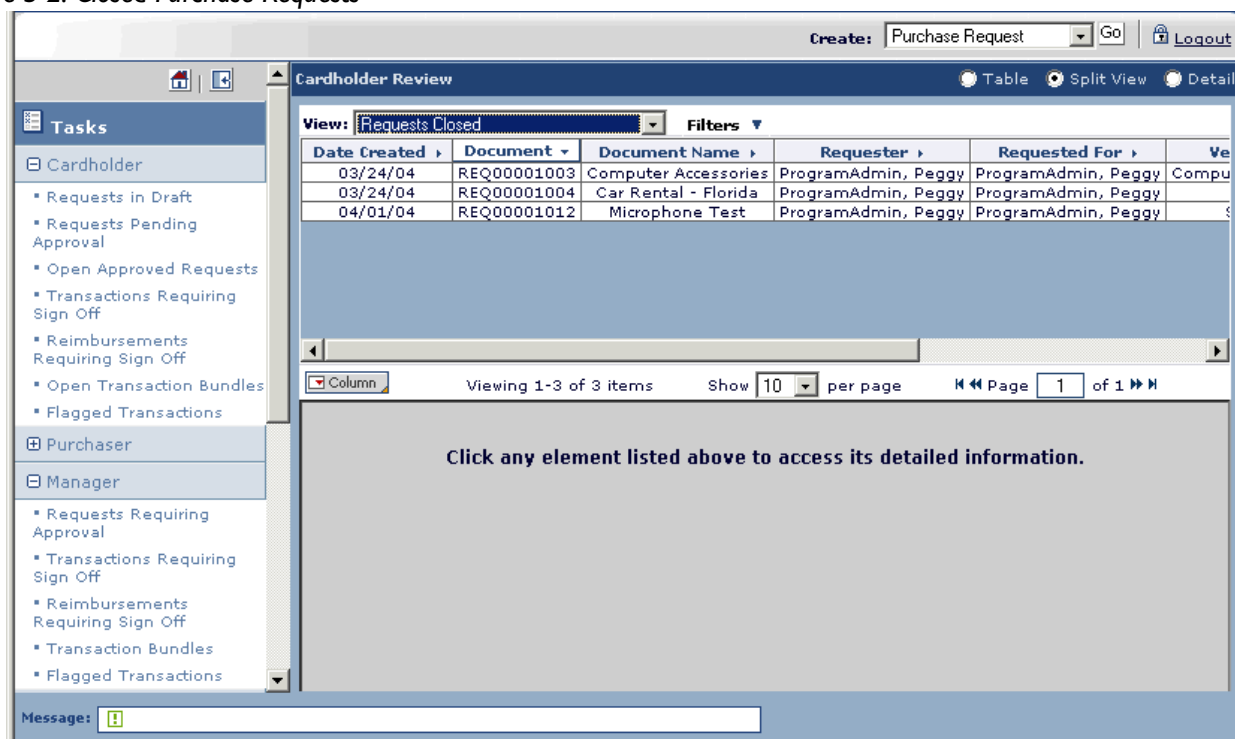 Closed Purchase Requests
Create: Purchase Request Go Logout
Cardholder Review Table Split View Detail
Tasks
Cardholder
Requests in Draft
Requests Pending
Approval
Open Approved Requests
Transactions Requiring
Sign Off
Reimbursements
Requiring Sign Off
Open Transaction Bundles
Flagged Transactions
Purchaser
Manager
Requests Requiring
Approval
Transactions Requiring
Sign Off
Reimbursements
Requiring Sign Off
Transaction Bundles
Flagged Transactions
View: Requests Closed Filters
Date Created Document Document Name Requester Requested For Ve
03/24/04 REQ00001003 Computer Accessories ProgramAdmin, Peggy ProgramAdmin, Peggy Compu
03/24/04 REQ00001004 Car Rental - Florida ProgramAdmin, Peggy ProgramAdmin, Peggy
04/01/04 REQ00001012 Microphone Test ProgramAdmin, Peggy ProgramAdmin, Peggy
Column Viewing 1-3 of 3 items Show 10 per page Page 1 of 1
Click any element listed above to access its detailed information.
Message: